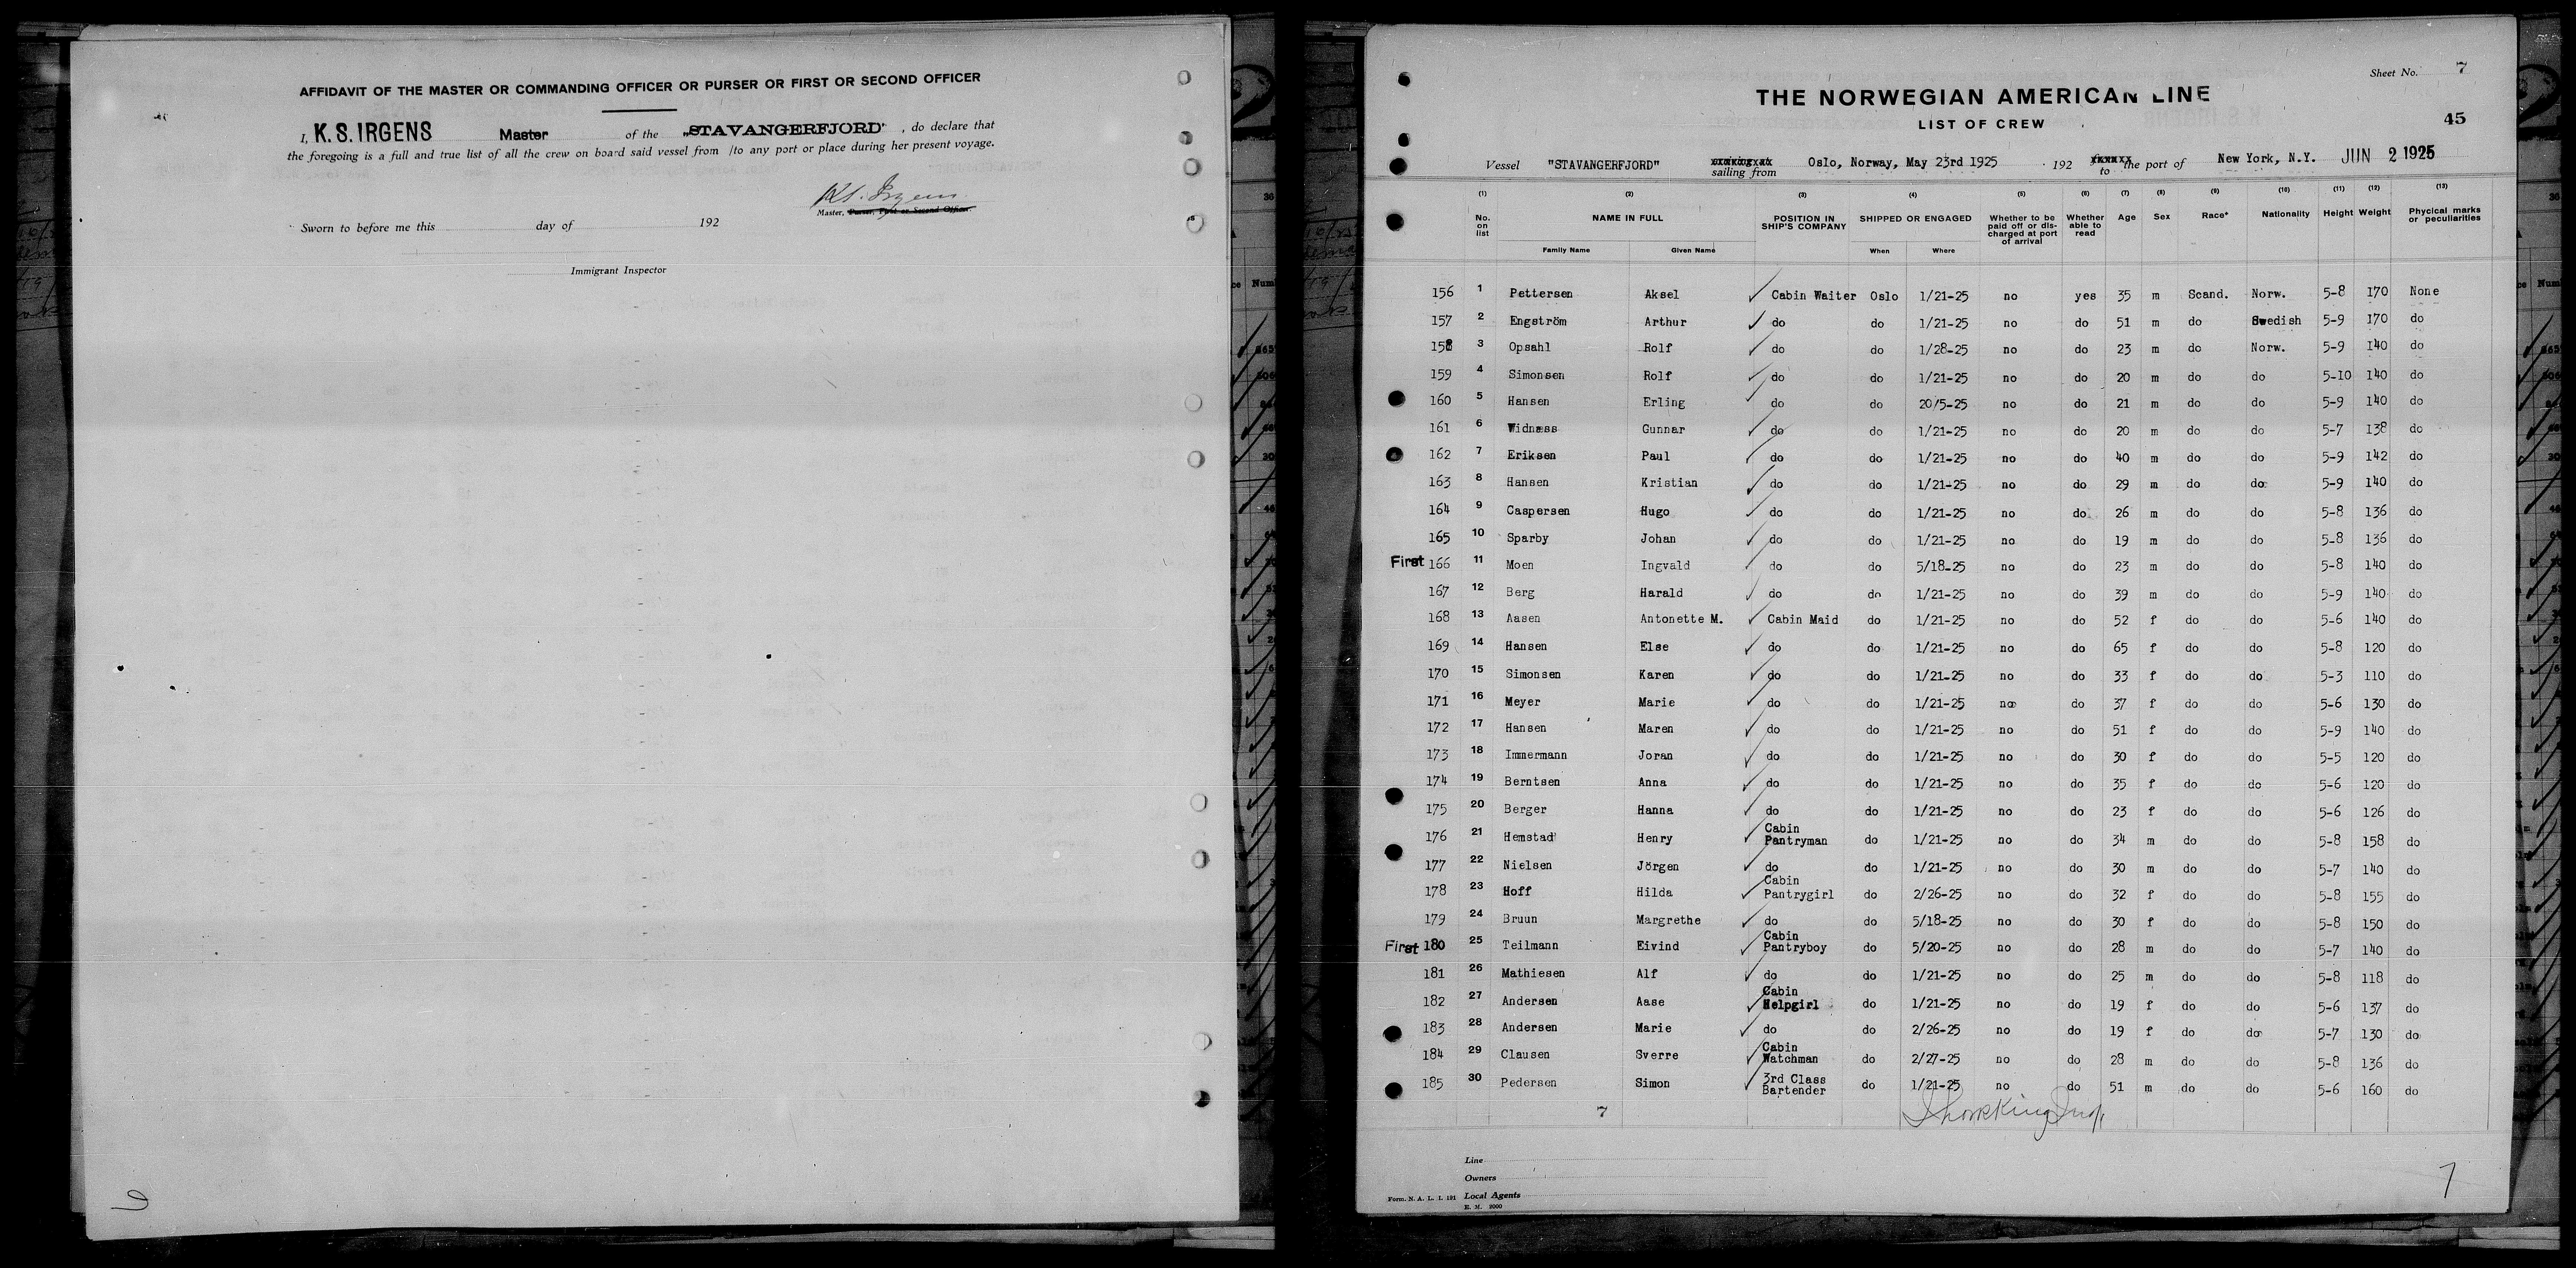 AFFIDAVIT OF THE MASTER OR COMMANDING OFFICER OR PURSER OR FIRST OR SECOND OFFICER
I, K. S. IRGENS Master of the "STAVANGERFJORD", do declare that
the foregoing is a full and true list of all the crew on board said vessel from /to any port or place during her present voyage.
K. S. Irgens
Master, Purser, First or Second Officer.
Sworn to before me this day of 192
Immigrant Inspector
Sheet No. 7
THE NORWEGIAN AMERICAN LINE
LIST OF CREW
45
Vessel "STAVANGERFJORD" sailing from Oslo, Norway, May 23rd 1925 192 to the port of New York, N.Y. JUN 2 1925
(1) (2) (3) (4) (5) (6) (7) (8) (9) (10) (11) (12) (13)
No. on list NAME IN FULL POSITION IN SHIP'S COMPANY SHIPPED OR ENGAGED Whether to be paid off or discharged at port of arrival Whether able to read Age Sex Race* Nationality Height Weight Phycical marks or peculiarities
Family Name Given Name When Where
156 1 Pettersen Aksel Cabin Waiter Oslo 1/21-25 no yes 35 m Scand. Norw. 5-8 170 None
157 2 Engström Arthur do do 1/21-25 no do 51 m do Swedish 5-9 170 do
158 3 Opsahl Rolf do do 1/28-25 no do 23 m do Norw. 5-9 140 do
159 4 Simonsen Rolf do do 1/21-25 no do 20 m do do 5-10 140 do
160 5 Hansen Erling do do 20/5-25 no do 21 m do do 5-9 140 do
161 6 Widnæss Gunnar do do 1/21-25 no do 20 m do do 5-7 138 do
162 7 Eriksen Paul do do 1/21-25 no do 40 m do do 5-9 142 do
163 8 Hansen Kristian do do 1/21-25 no do 29 m do do 5-9 140 do
164 9 Caspersen Hugo do do 1/21-25 no do 26 m do do 5-8 136 do
165 10 Sparby Johan do do 1/21-25 no do 19 m do do 5-8 136 do
First 166 11 Moen Ingvald do do 5/18-25 no do 23 m do do 5-8 140 do
167 12 Berg Harald do do 1/21-25 no do 39 m do do 5-9 140 do
168 13 Aasen Antonette M. Cabin Maid do 1/21-25 no do 52 f do do 5-6 140 do
169 14 Hansen Else do do 1/21-25 no do 65 f do do 5-8 120 do
170 15 Simonsen Karen do do 1/21-25 no do 33 f do do 5-3 110 do
171 16 Meyer Marie do do 1/21-25 no do 37 f do do 5-6 130 do
172 17 Hansen Maren do do 1/21-25 no do 51 f do do 5-9 140 do
173 18 Immermann Joran do do 1/21-25 no do 30 f do do 5-5 120 do
174 19 Berntsen Anna do do 1/21-25 no do 35 f do do 5-6 120 do
175 20 Berger Hanna do do 1/21-25 no do 23 f do do 5-6 126 do
176 21 Hemstad Henry Cabin Pantryman do 1/21-25 no do 34 m do do 5-8 158 do
177 22 Nielsen Jörgen do do 1/21-25 no do 30 m do do 5-7 140 do
178 23 Hoff Hilda Cabin Pantrygirl do 2/26-25 no do 32 f do do 5-8 155 do
179 24 Bruun Margrethe do do 5/18-25 no do 30 f do do 5-8 150 do
First 180 25 Teilmann Eivind Cabin Pantryboy do 5/20-25 no do 28 m do do 5-7 140 do
181 26 Mathiesen Alf do do 1/21-25 no do 25 m do do 5-8 118 do
182 27 Andersen Aase Cabin Helpgirl do 1/21-25 no do 19 f do do 5-6 137 do
183 28 Andersen Marie do do 2/26-25 no do 19 f do do 5-7 130 do
184 29 Clausen Sverre Cabin Watchman do 2/27-25 no do 28 m do do 5-8 136 do
185 30 Pedersen Simon 3rd Class Bartender do 1/21-25 no do 51 m do do 5-6 160 do
7
Line
Owners
Form. N. A. L. I. 191 Local Agents
E. M. 2000
7